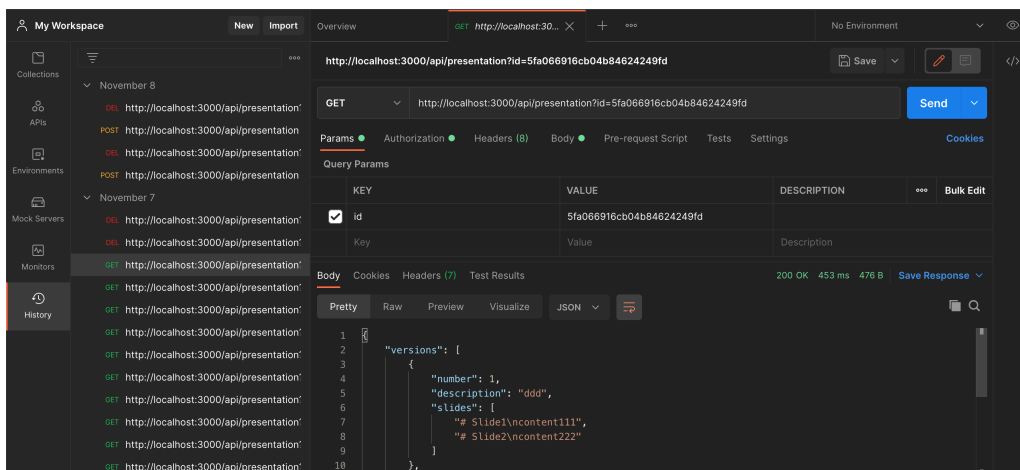 My Workspace New Import Overview GET http://localhost:30... No Environment
Collections
APIs
Environments
Mock Servers
Monitors
History
November 8
DEL http://localhost:3000/api/presentation?
POST http://localhost:3000/api/presentation
DEL http://localhost:3000/api/presentation?
POST http://localhost:3000/api/presentation
November 7
DEL http://localhost:3000/api/presentation?
DEL http://localhost:3000/api/presentation?
GET http://localhost:3000/api/presentation?
GET http://localhost:3000/api/presentation?
GET http://localhost:3000/api/presentation?
GET http://localhost:3000/api/presentation?
GET http://localhost:3000/api/presentation?
GET http://localhost:3000/api/presentation?
GET http://localhost:3000/api/presentation?
GET http://localhost:3000/api/presentation?
GET http://localhost:3000/api/presentation?
GET http://localhost:3000/api/presentation?
http://localhost:3000/api/presentation?id=5fa066916cb04b84624249fd Save
GET http://localhost:3000/api/presentation?id=5fa066916cb04b84624249fd Send
Params Authorization Headers (8) Body Pre-request Script Tests Settings Cookies
Query Params
KEY VALUE DESCRIPTION Bulk Edit
id 5fa066916cb04b84624249fd
Key Value Description
Body Cookies Headers (7) Test Results 200 OK 453 ms 476 B Save Response
Pretty Raw Preview Visualize JSON
1 {
2 "versions": [
3 {
4 "number": 1,
5 "description": "ddd",
6 "slides": [
7 "# Slide1\ncontent111",
8 "# Slide2\ncontent222"
9 ]
10 },